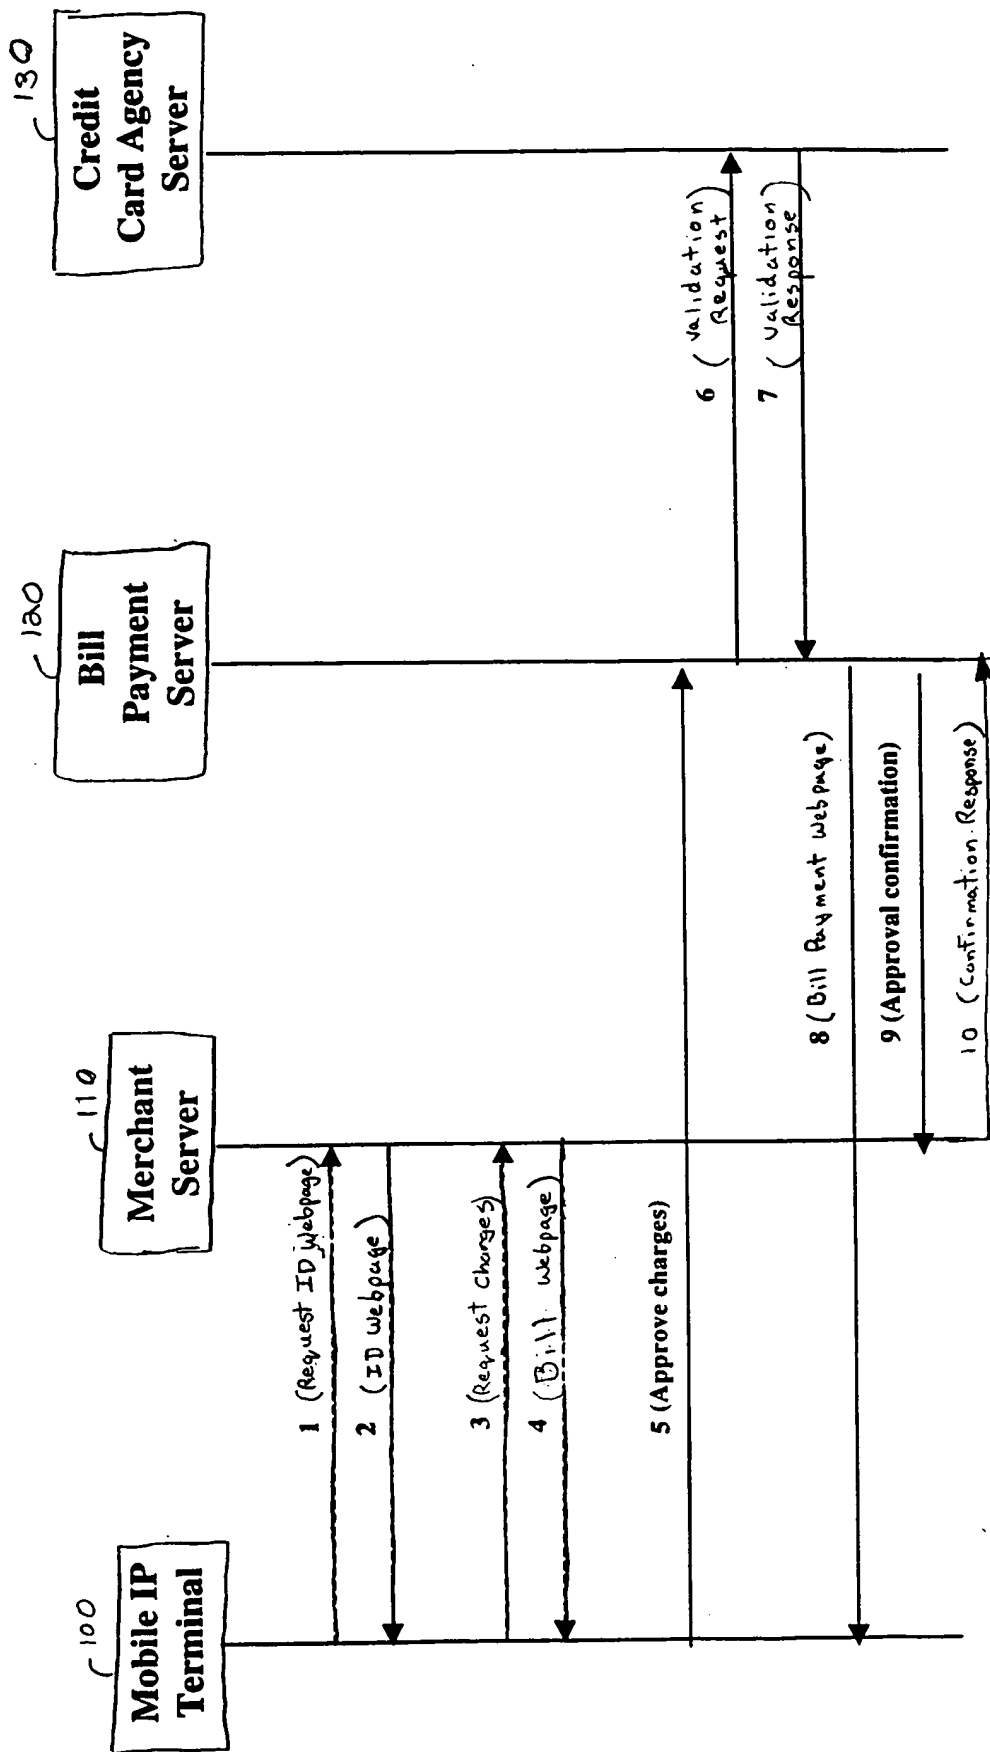 100
Mobile IP
Terminal
110
Merchant
Server
120
Bill
Payment
Server
130
Credit
Card Agency
Server
1 (Request ID Webpage)
2 (ID Webpage)
3 (Request Charges)
4 (Bill Webpage)
5 (Approve charges)
6 (Validation
Request)
7 (Validation
Response)
8 (Bill Payment Webpage)
9 (Approval confirmation)
10 (Confirmation Response)